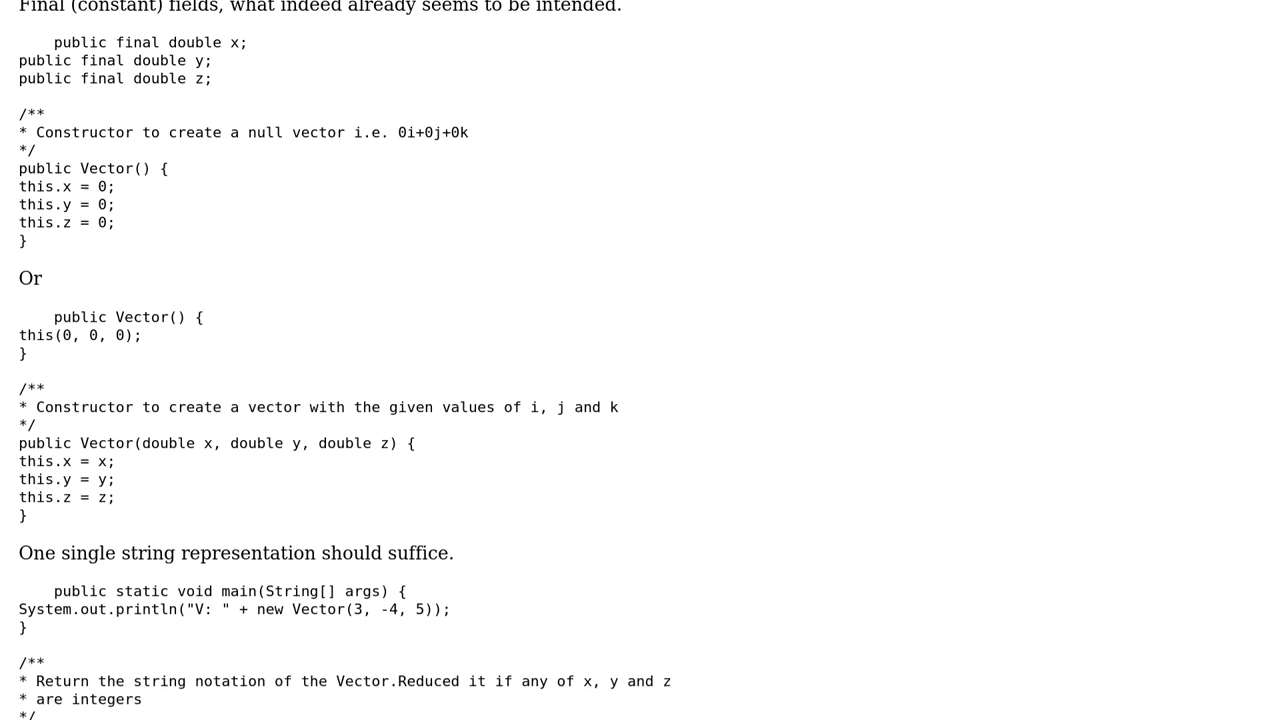 Final (constant) fields, what indeed already seems to be intended.
public final double x;
public final double y;
public final double z;
/**
* Constructor to create a null vector i.e. 0i+0j+0k
*/
public Vector() {
this.x = 0;
this.y = 0;
this.z = 0;
}
Or
public Vector() {
this(0, 0, 0);
}
/**
* Constructor to create a vector with the given values of i, j and k
*/
public Vector(double x, double y, double z) {
this.x = x;
this.y = y;
this.z = z;
}
One single string representation should suffice.
public static void main(String[] args) {
System.out.println("V: " + new Vector(3, -4, 5));
}
/**
* Return the string notation of the Vector.Reduced it if any of x, y and z
* are integers
*/